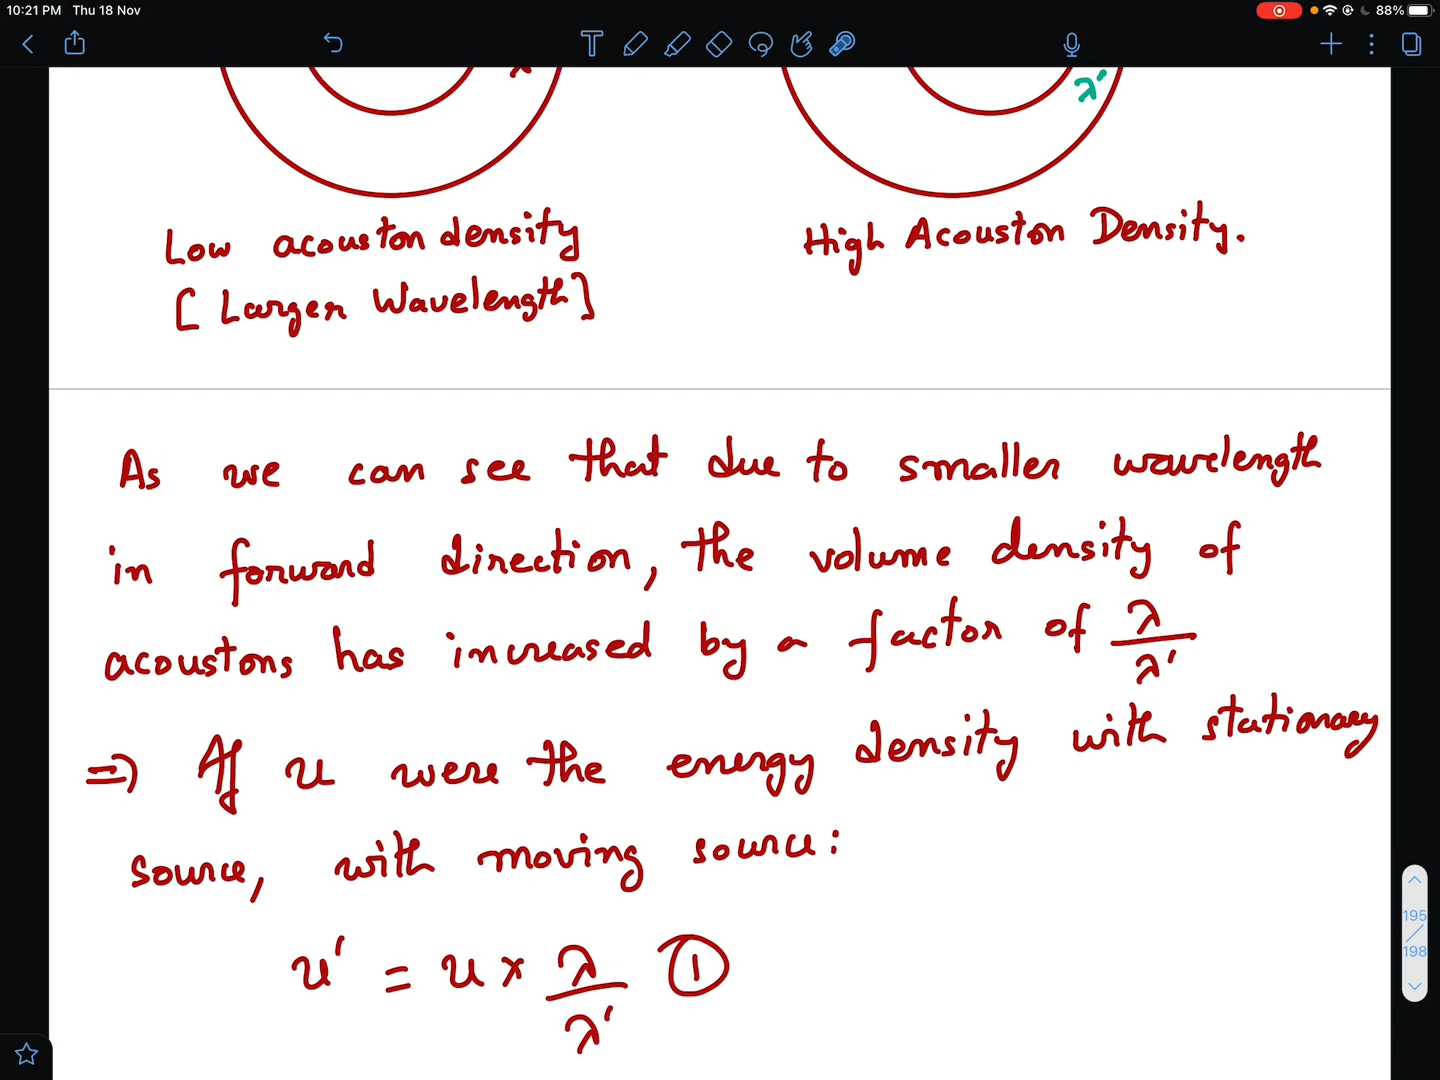 10:21 PM Thu 18 Nov
88%
T
λ
λ'
Low acouston density
[Larger Wavelength]
High Acouston Density.
As we can see that due to smaller wavelength
in forward direction, the volume density of
acoustons has increased by a factor of λ/λ'
⇒ If u were the energy density with stationary
source, with moving source:
u' = u × λ/λ' ①
195
/
198